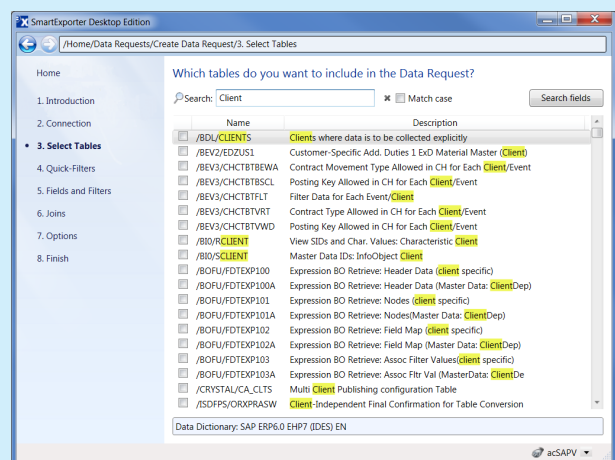 SmartExporter Desktop Edition
/Home/Data Requests/Create Data Request/3. Select Tables
Home
1. Introduction
2. Connection
• 3. Select Tables
4. Quick-Filters
5. Fields and Filters
6. Joins
7. Options
8. Finish
Which tables do you want to include in the Data Request?
Search: Client Match case Search fields
Name Description
/BDL/CLIENTS Clients where data is to be collected explicitly
/BEV2/EDZUS1 Customer-Specific Add. Duties 1 ExD Material Master (Client)
/BEV3/CHCTBTBEWA Contract Movement Type Allowed in CH for Each Client/Event
/BEV3/CHCTBTBSCL Posting Key Allowed in CH for Each Client/Event
/BEV3/CHCTBTFLT Filter Data for Each Event/Client
/BEV3/CHCTBTVRT Contract Type Allowed in CH for Each Client/Event
/BEV3/CHCTBTVWD Posting Key Allowed in CH for Each Client/Event
/BI0/RCLIENT View SIDs and Char. Values: Characteristic Client
/BI0/SCLIENT Master Data IDs: InfoObject Client
/BOFU/FDTEXP100 Expression BO Retrieve: Header Data (client specific)
/BOFU/FDTEXP100A Expression BO Retrieve: Header Data (Master Data: ClientDep)
/BOFU/FDTEXP101 Expression BO Retrieve: Nodes (client specific)
/BOFU/FDTEXP101A Expression BO Retrieve: Nodes(Master Data: ClientDep)
/BOFU/FDTEXP102 Expression BO Retrieve: Field Map (client specific)
/BOFU/FDTEXP102A Expression BO Retrieve: Field Map (Master Data: ClientDep)
/BOFU/FDTEXP103 Expression BO Retrieve: Assoc Filter Values(client specific)
/BOFU/FDTEXP103A Expression BO Retrieve: Assoc Fltr Val (MasterData: ClientDe
/CRYSTAL/CA_CLTS Multi Client Publishing configuration Table
/ISDFPS/ORXPRASW Client-Independent Final Confirmation for Table Conversion
Data Dictionary: SAP ERP6.0 EHP7 (IDES) EN
acSAPV